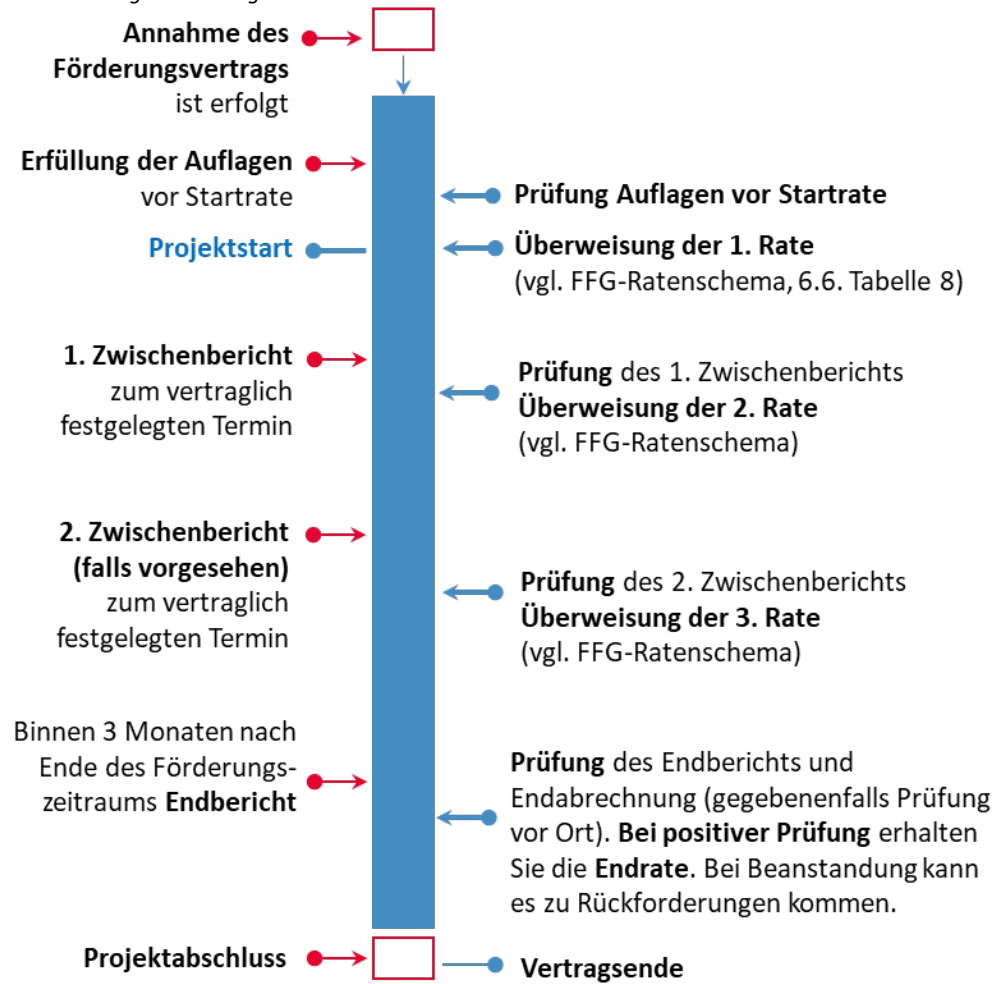 Annahme des
Förderungsvertrags
ist erfolgt
Erfüllung der Auflagen
vor Startrate
Prüfung Auflagen vor Startrate
Projektstart
Überweisung der 1. Rate
(vgl. FFG-Ratenschema, 6.6. Tabelle 8)
1. Zwischenbericht
zum vertraglich
festgelegten Termin
Prüfung des 1. Zwischenberichts
Überweisung der 2. Rate
(vgl. FFG-Ratenschema)
2. Zwischenbericht
(falls vorgesehen)
zum vertraglich
festgelegten Termin
Prüfung des 2. Zwischenberichts
Überweisung der 3. Rate
(vgl. FFG-Ratenschema)
Binnen 3 Monaten nach
Ende des Förderungs-
zeitraums Endbericht
Prüfung des Endberichts und
Endabrechnung (gegebenenfalls Prüfung
vor Ort). Bei positiver Prüfung erhalten
Sie die Endrate. Bei Beanstandung kann
es zu Rückforderungen kommen.
Projektabschluss
Vertragsende